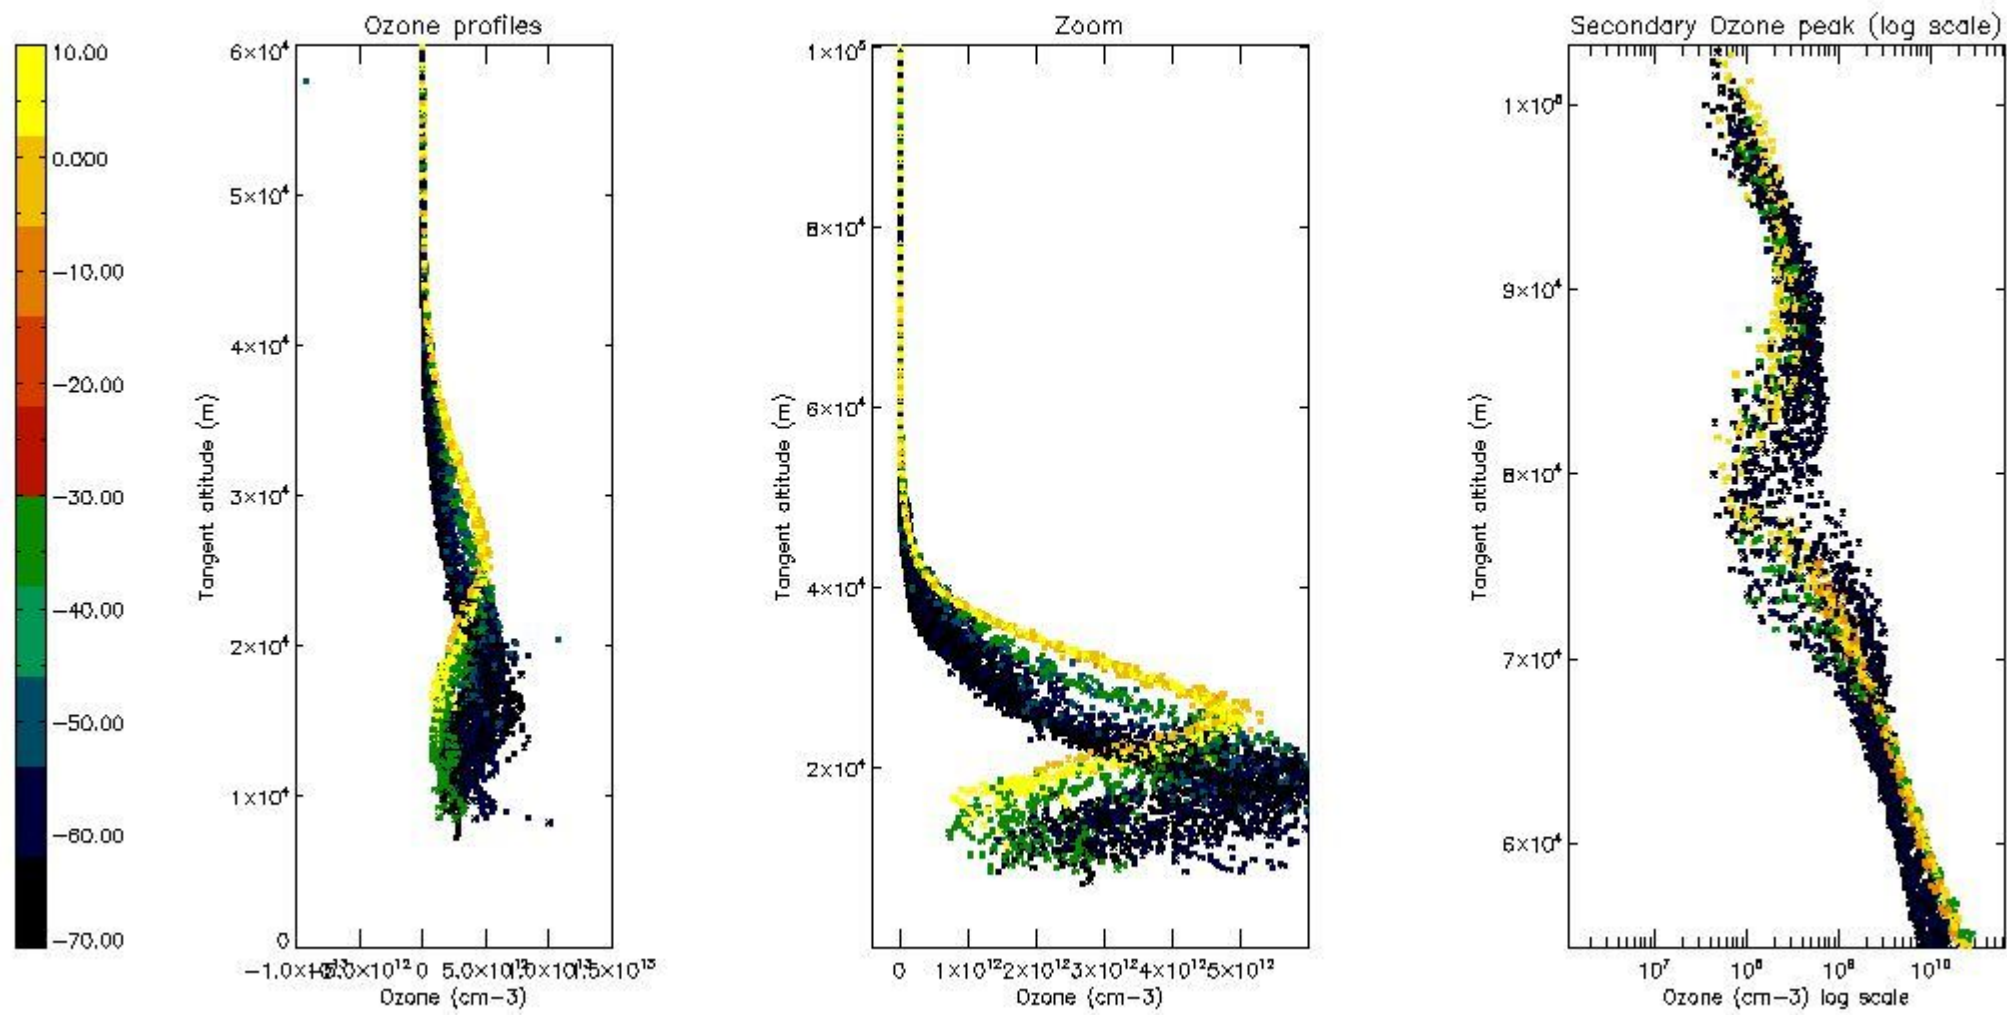 Ozone profiles
Zoom
Secondary Ozone peak (log scale)
10.00
0.000
−10.00
−20.00
−30.00
−40.00
−50.00
−60.00
−70.00
6×10⁴
5×10⁴
4×10⁴
3×10⁴
2×10⁴
1×10⁴
0
Tangent altitude (m)
5.0×10¹² 0
Ozone (cm−3)
1×10⁵
8×10⁴
6×10⁴
4×10⁴
2×10⁴
Tangent altitude (m)
0 1×10¹² 2×10¹² 3×10¹² 4×10¹² 5×10¹²
Ozone (cm−3)
9×10⁴
8×10⁴
7×10⁴
6×10⁴
Tangent altitude (m)
10⁷ 10⁸ 10⁹ 10¹⁰
Ozone (cm−3) log scale